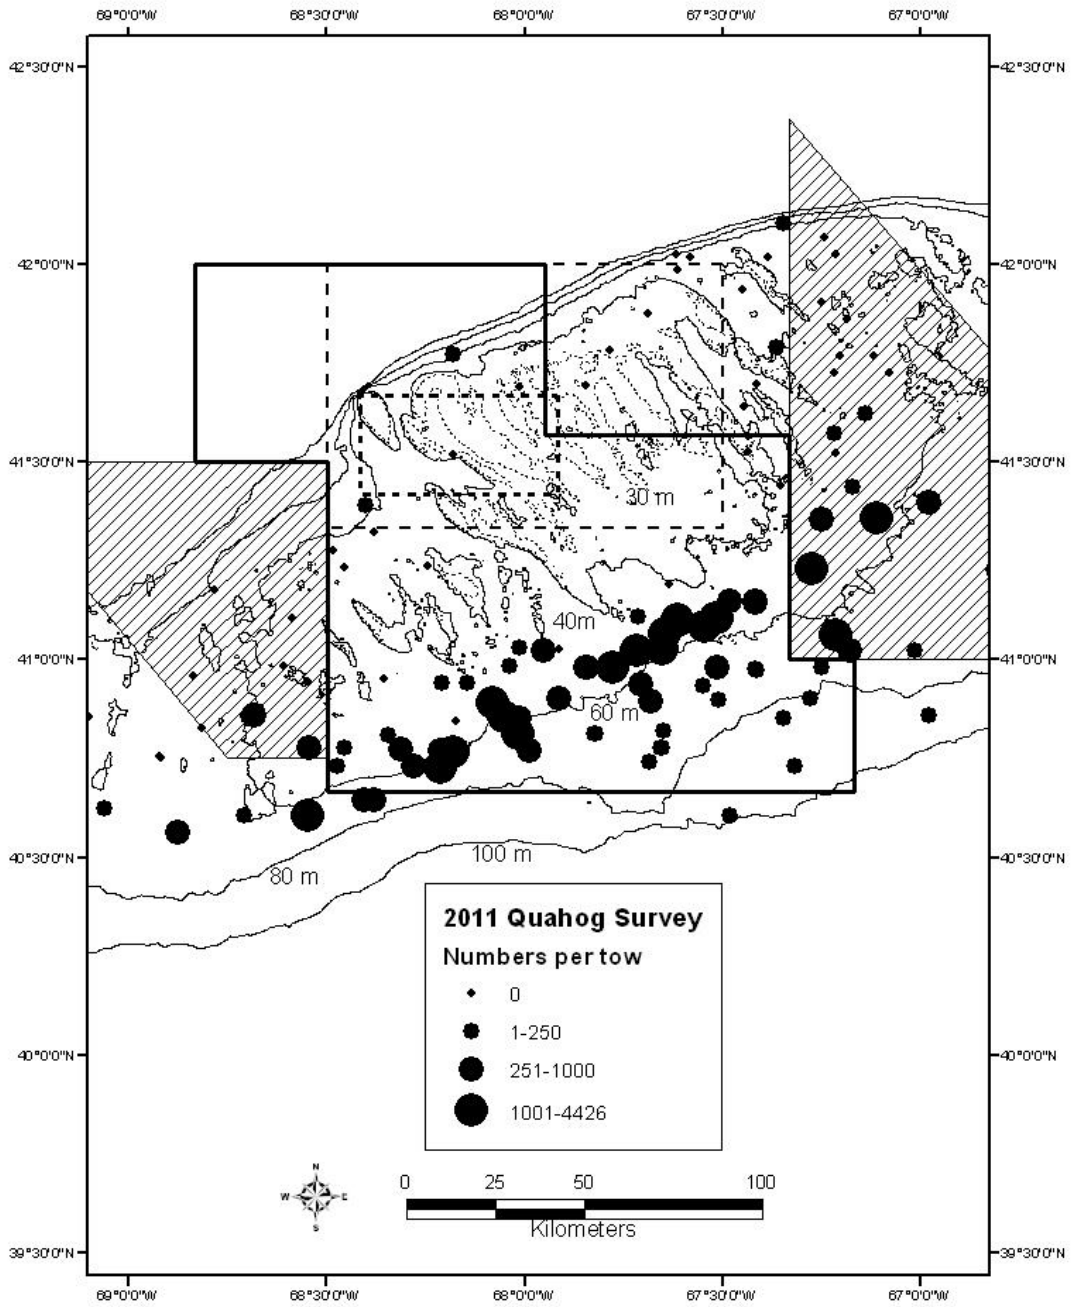 69°0'0"W 68°30'0"W 68°0'0"W 67°30'0"W 67°0'0"W
42°30'0"N 42°30'0"N
42°0'0"N 42°0'0"N
41°30'0"N 41°30'0"N
30 m
40m
41°0'0"N 41°0'0"N
60 m
40°30'0"N 40°30'0"N
100 m
80 m
2011 Quahog Survey
Numbers per tow
0
1-250
251-1000
1001-4426
40°0'0"N 40°0'0"N
N
W E
S
0 25 50 100
Kilometers
39°30'0"N 39°30'0"N
69°0'0"W 68°30'0"W 68°0'0"W 67°30'0"W 67°0'0"W